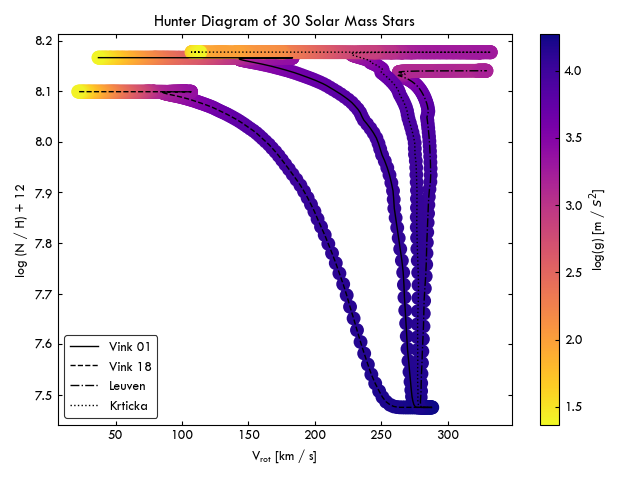 Hunter Diagram of 30 Solar Mass Stars
8.2
8.1
8.0
7.9
7.8
7.7
7.6
7.5
log (N / H) + 12
50
100
150
200
250
300
V_rot [km / s]
Vink 01
Vink 18
Leuven
Krticka
4.0
3.5
3.0
2.5
2.0
1.5
log(g) [m / s²]